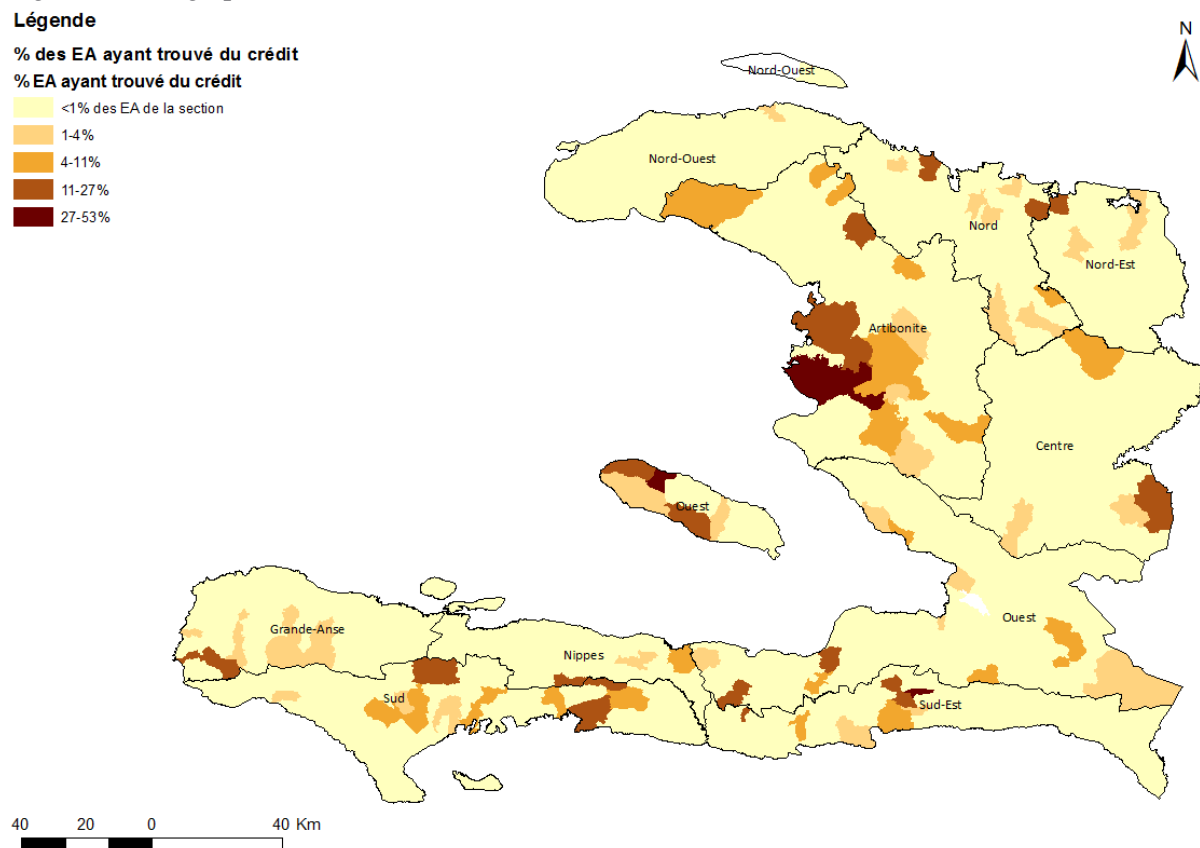 Légende
% des EA ayant trouvé du crédit
% EA ayant trouvé du crédit
<1% des EA de la section
1-4%
4-11%
11-27%
27-53%
N
Nord-Ouest
Nord-Ouest
Nord
Nord-Est
Artibonite
Centre
Ouest
Ouest
Grande-Anse
Nippes
Sud
Sud-Est
40 20 0 40 Km